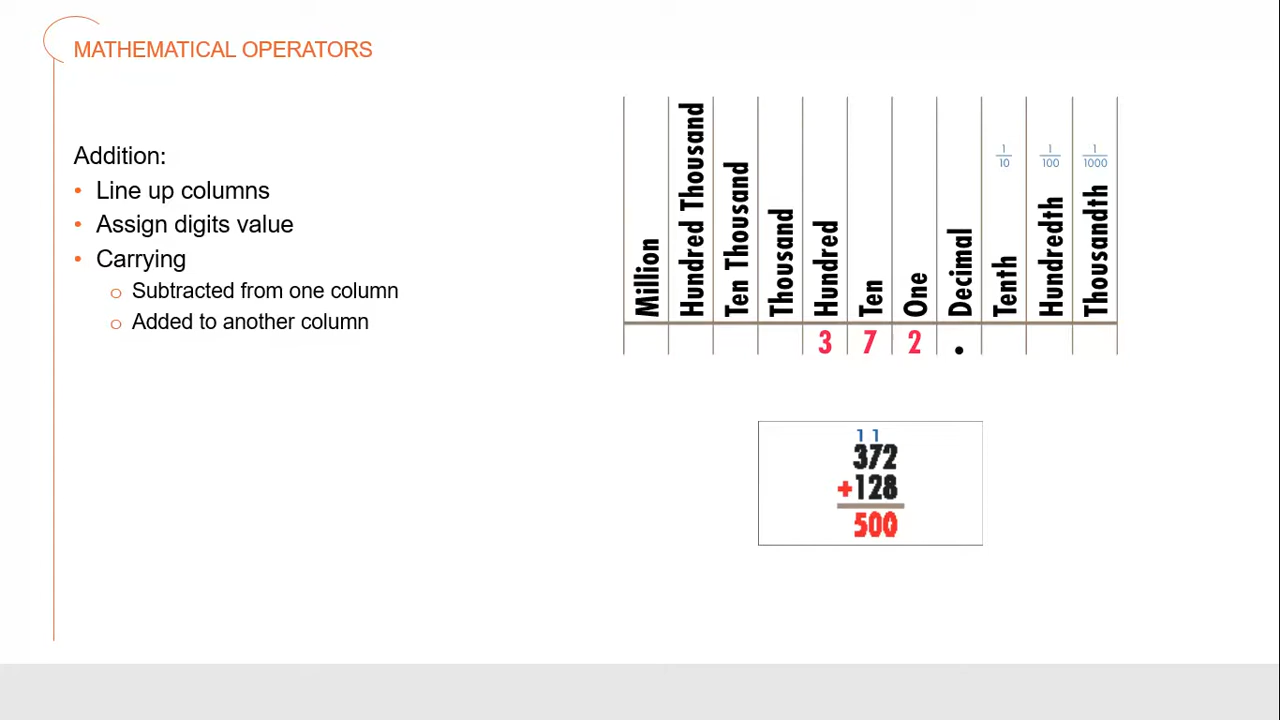 MATHEMATICAL OPERATORS
Addition:
• Line up columns
• Assign digits value
• Carrying
o Subtracted from one column
o Added to another column
Million
Hundred Thousand
Ten Thousand
Thousand
Hundred
Ten
One
Decimal
Tenth 1/10
Hundredth 1/100
Thousandth 1/1000
3 7 2 .
1 1
372
+128
500